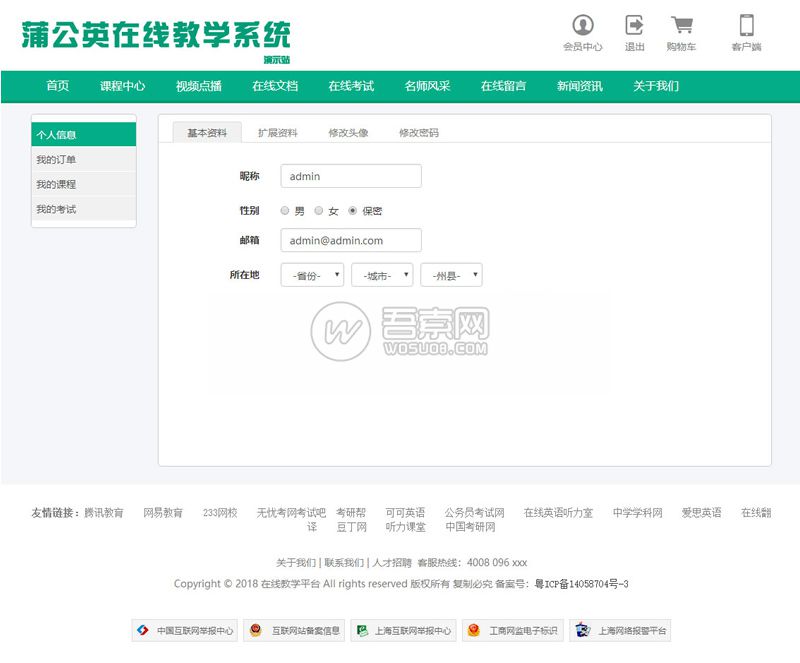 蒲公英在线教学系统
演示站
会员中心 退出 购物车 客户端
首页 课程中心 视频点播 在线文档 在线考试 名师风采 在线留言 新闻资讯 关于我们
个人信息
我的订单
我的课程
我的考试
基本资料 扩展资料 修改头像 修改密码
昵称 admin
性别 男 女 保密
邮箱 admin@admin.com
所在地 -省份- -城市- -州县-
吾索网
WOSUO8.COM
友情链接: 腾讯教育 网易教育 233网校 无忧考网考试吧 考研帮 可可英语 公务员考试网 在线英语听力室 中学学科网 爱思英语 在线翻
译 豆丁网 听力课堂 中国考研网
关于我们 | 联系我们 | 人才招聘 客服热线：4008 096 xxx
Copyright © 2018 在线教学平台 All rights reserved 版权所有 复制必究 备案号：粤ICP备14058704号-3
中国互联网举报中心 互联网站备案信息 上海互联网举报中心 工商网监电子标识 上海网络报警平台